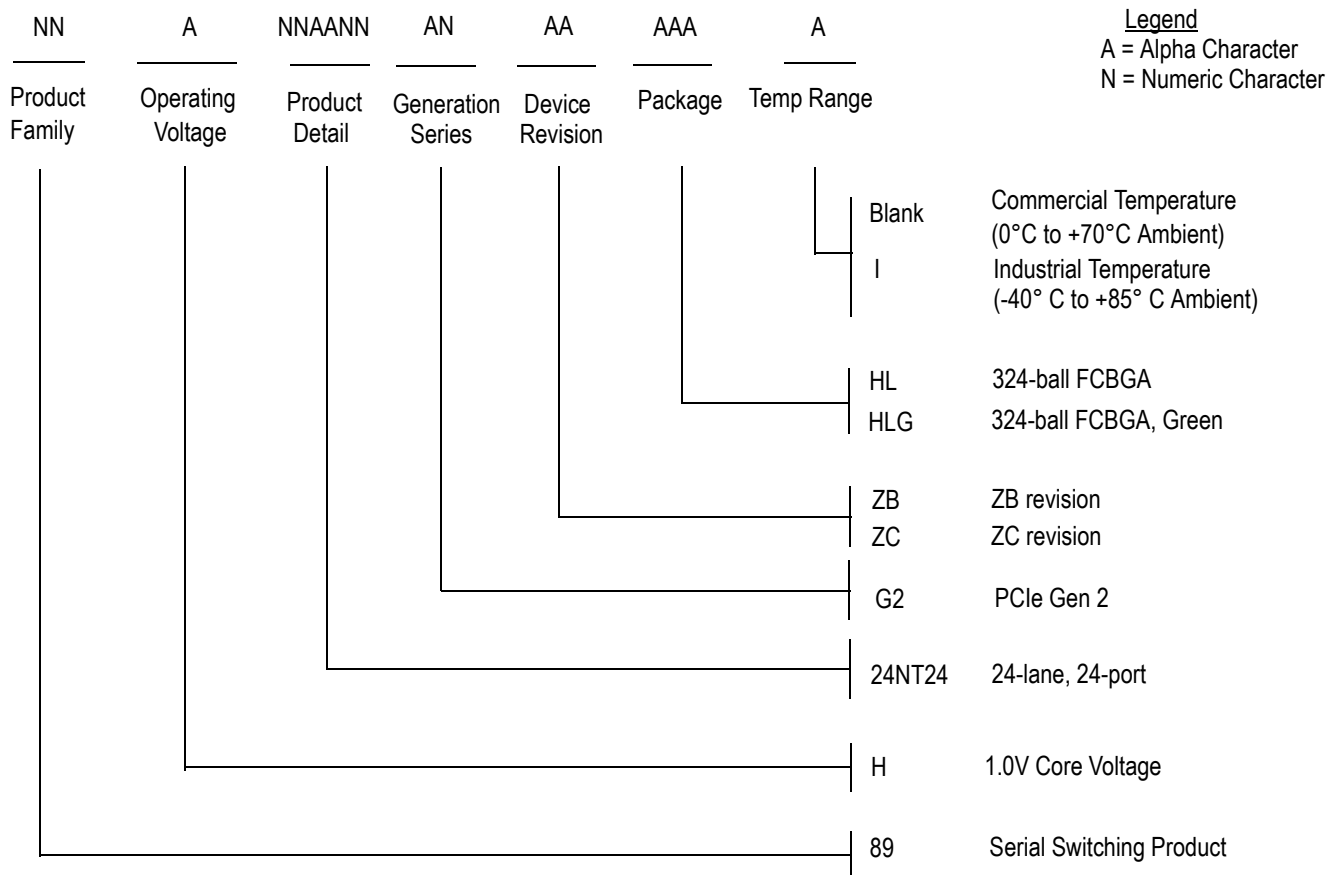 NN A NNAANN AN AA AAA A
Legend
A = Alpha Character
N = Numeric Character
Product Family
Operating Voltage
Product Detail
Generation Series
Device Revision
Package
Temp Range
Blank Commercial Temperature
(0°C to +70°C Ambient)
I Industrial Temperature
(-40° C to +85° C Ambient)
HL 324-ball FCBGA
HLG 324-ball FCBGA, Green
ZB ZB revision
ZC ZC revision
G2 PCIe Gen 2
24NT24 24-lane, 24-port
H 1.0V Core Voltage
89 Serial Switching Product